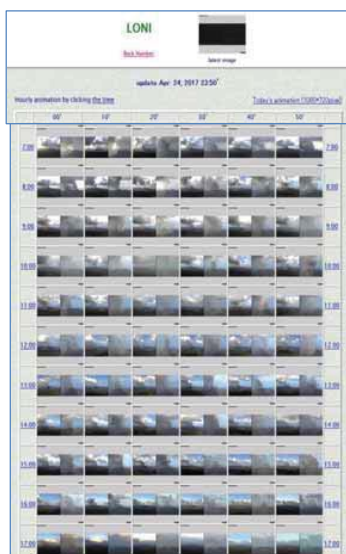 LONI
Back Number
latest image
update Apr 24, 2017 23:50'
Hourly animation by clicking the time
Today's animation (1080*720pixel)
00' 10' 20' 30' 40' 50'
7:00 7:00
8:00 8:00
9:00 9:00
10:00 10:00
11:00 11:00
12:00 12:00
13:00 13:00
14:00 14:00
15:00 15:00
16:00 16:00
17:00 17:00